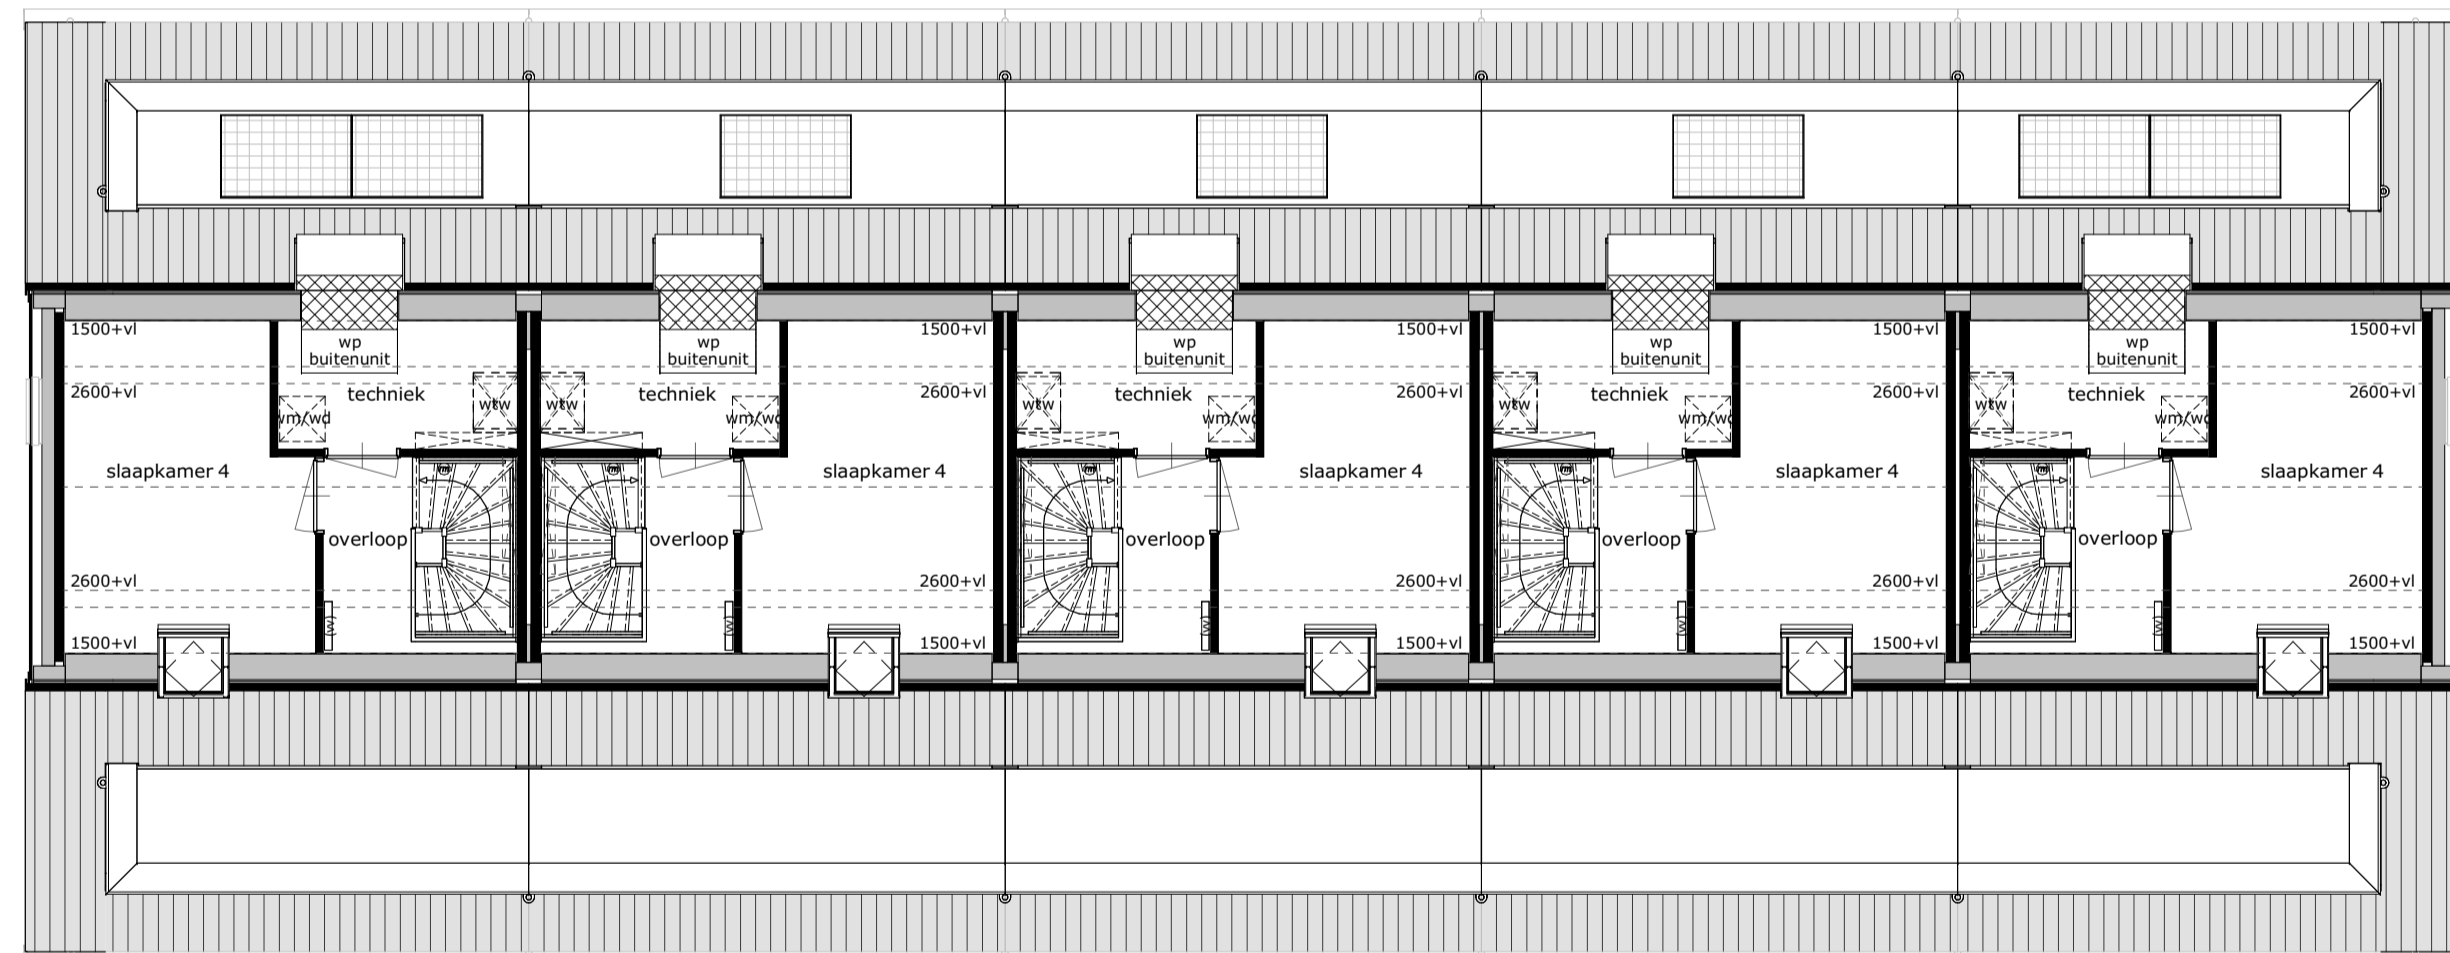 1500+vl 1500+vl 1500+vl 1500+vl 1500+vl
wp wp wp wp wp
buitenunit buitenunit buitenunit buitenunit buitenunit
2600+vl techniek techniek 2600+vl techniek 2600+vl techniek 2600+vl techniek 2600+vl
wtw wtw wtw wtw wtw
wm/wd wm/wd wm/wd wm/wd wm/wd
slaapkamer 4 slaapkamer 4 slaapkamer 4 slaapkamer 4 slaapkamer 4
m m m m m
overloop overloop overloop overloop overloop
2600+vl 2600+vl 2600+vl 2600+vl 2600+vl
(w) (w) (w) (w) (w)
1500+vl 1500+vl 1500+vl 1500+vl 1500+vl